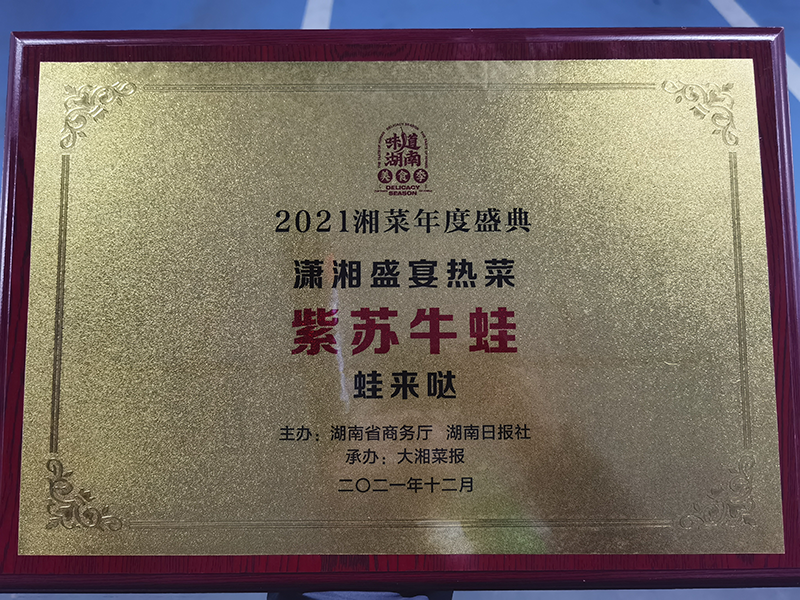 味道
湖南
美食季
DELICACY
SEASON
2021湘菜年度盛典
潇湘盛宴热菜
紫苏牛蛙
蛙来哒
主办：湖南省商务厅 湖南日报社
承办：大湘菜报
二〇二一年十二月